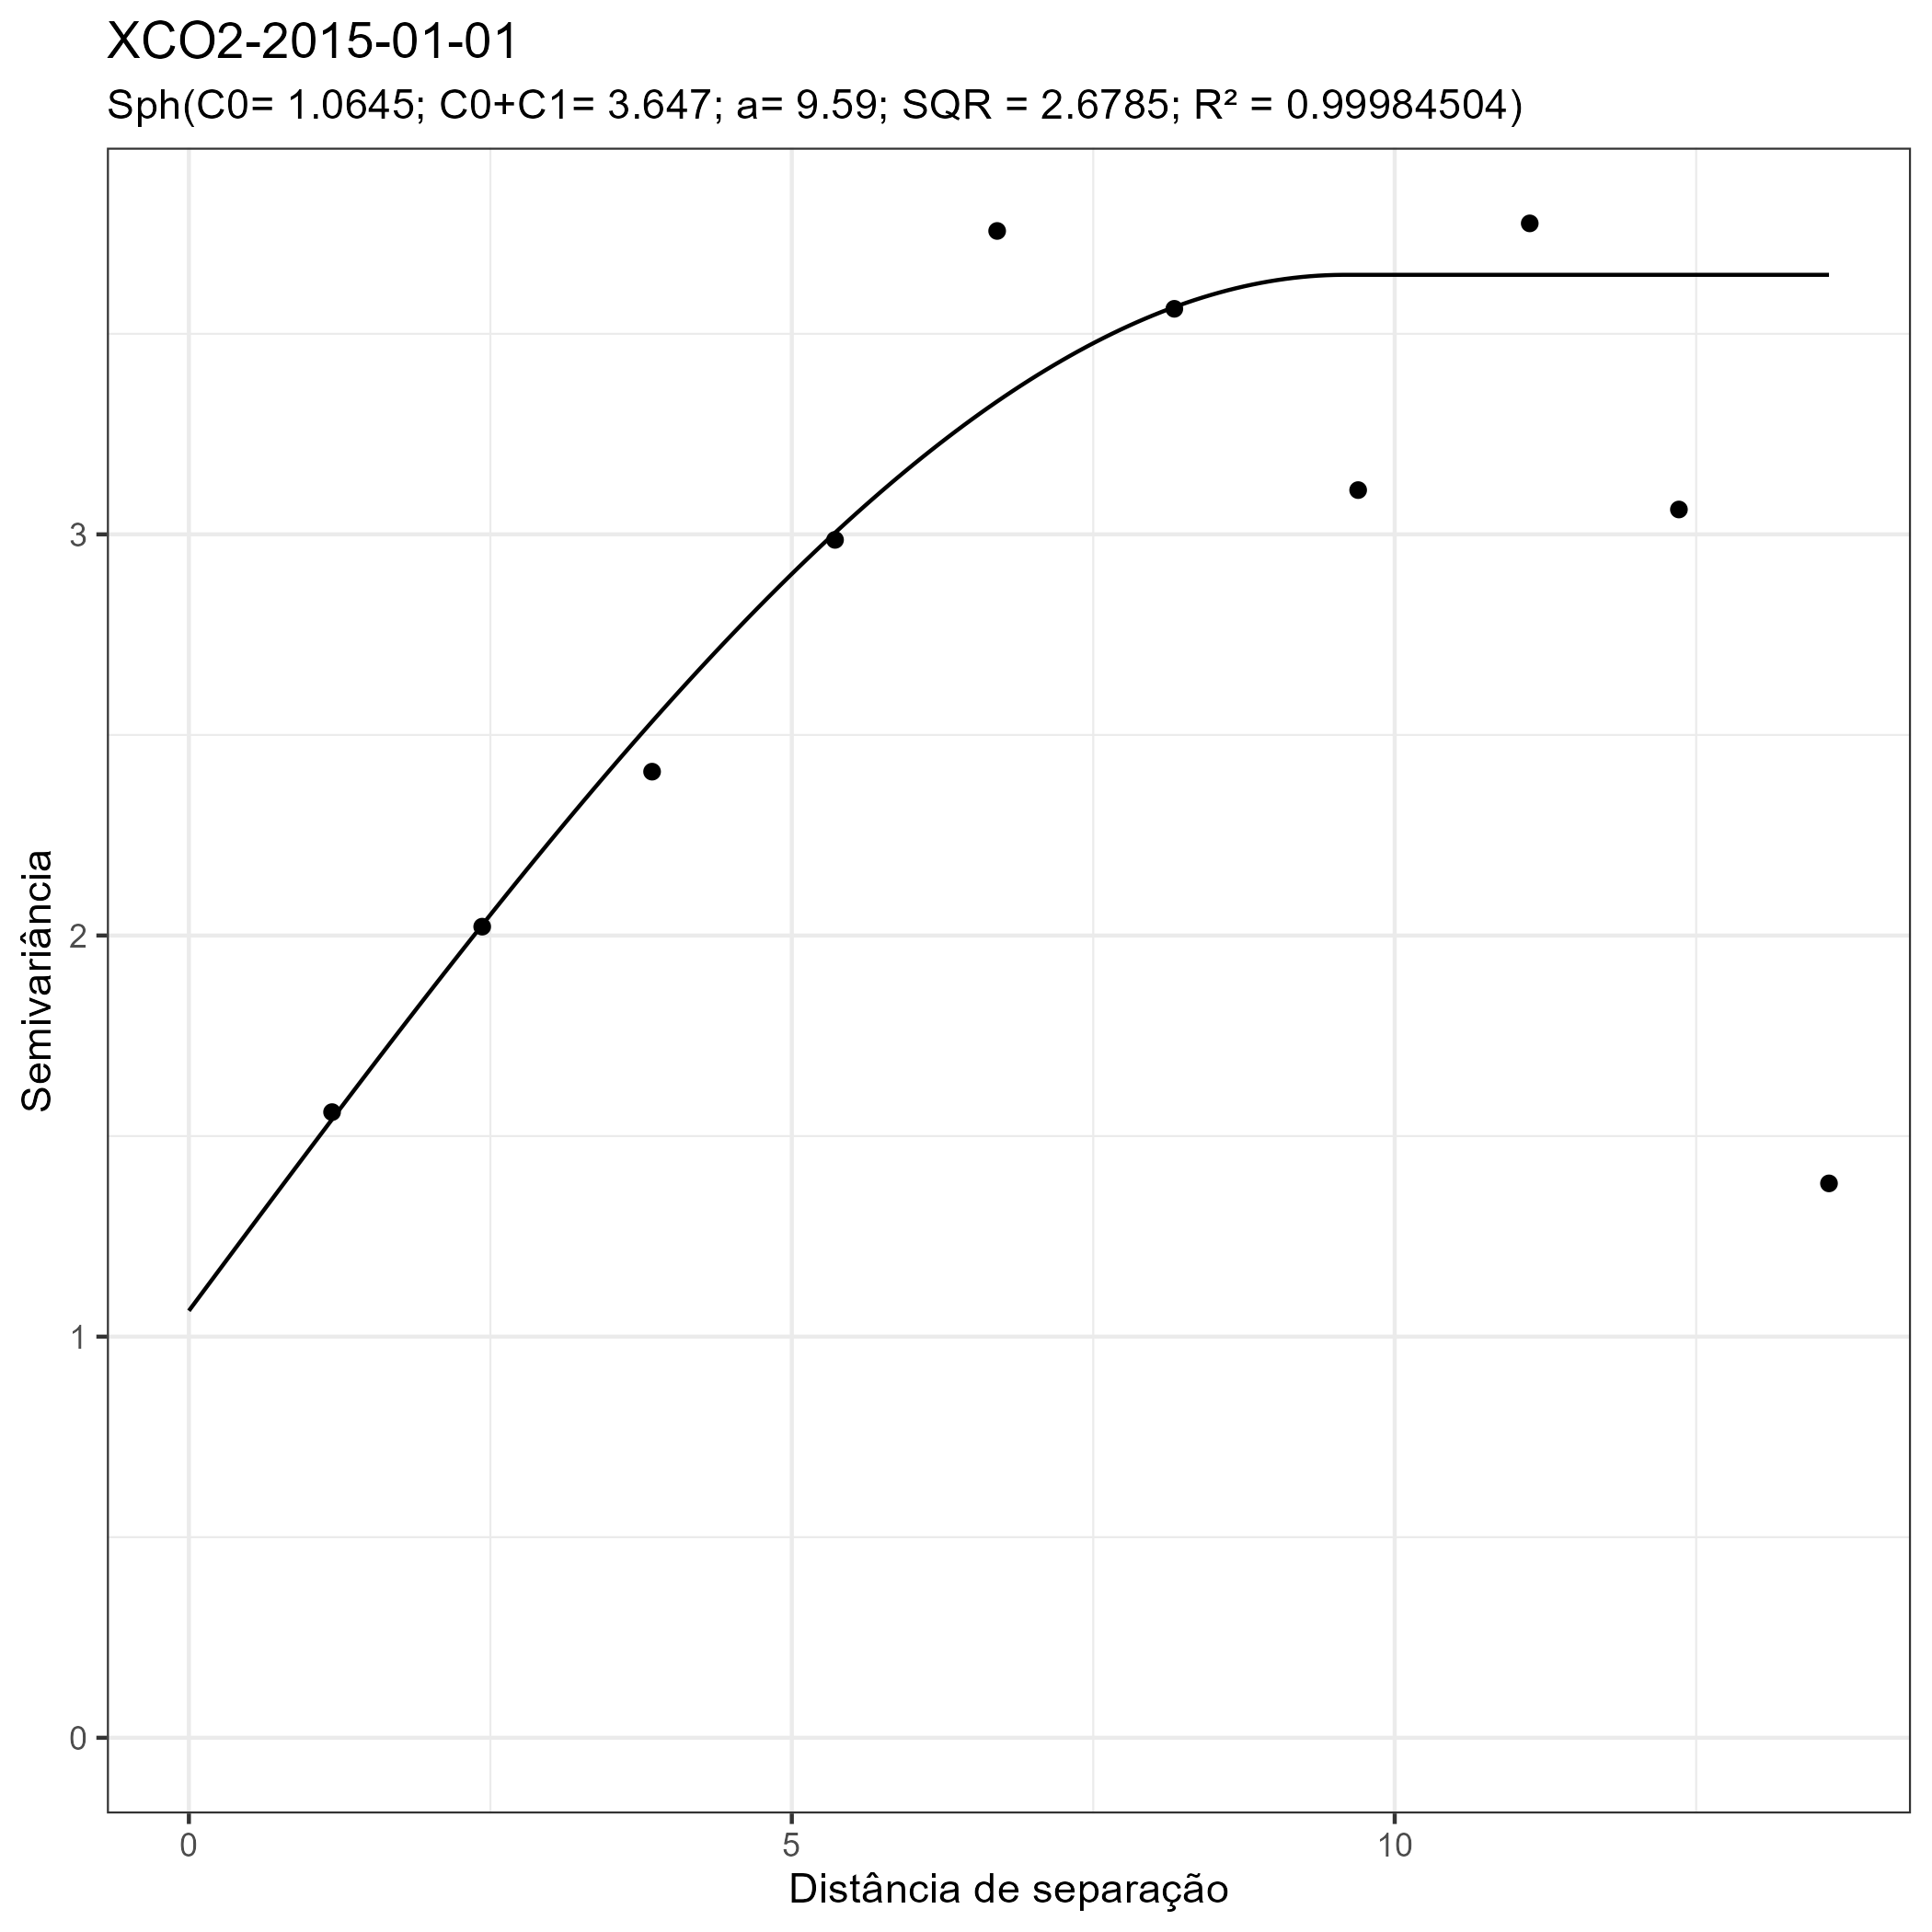 XCO2-2015-01-01
Sph(C0= 1.0645; C0+C1= 3.647; a= 9.59; SQR = 2.6785; R² = 0.99984504)
Semivariância
3
2
1
0
0 5 10
Distância de separação